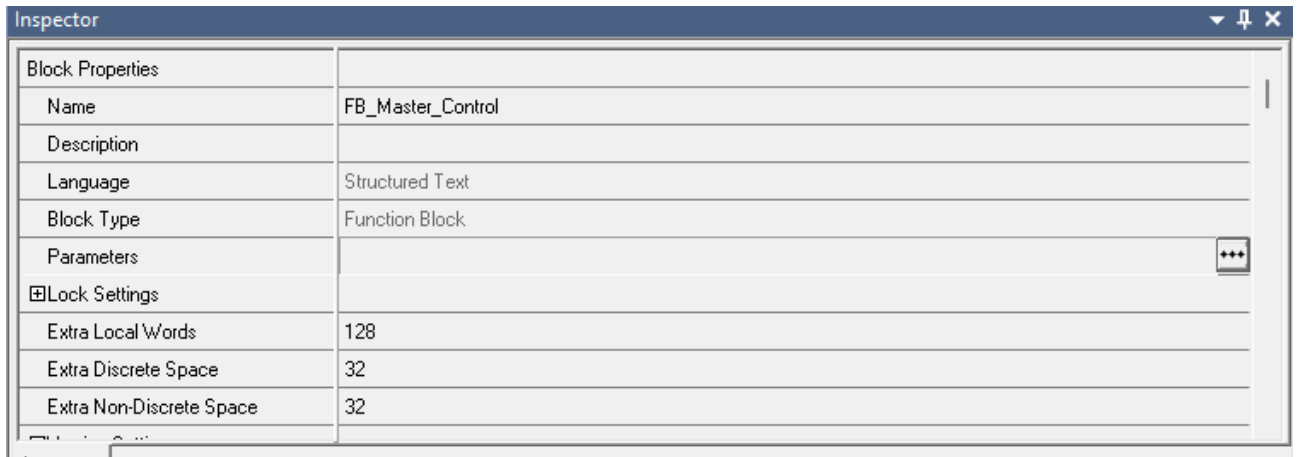 Inspector
Block Properties
Name FB_Master_Control
Description
Language Structured Text
Block Type Function Block
Parameters
Lock Settings
Extra Local Words 128
Extra Discrete Space 32
Extra Non-Discrete Space 32